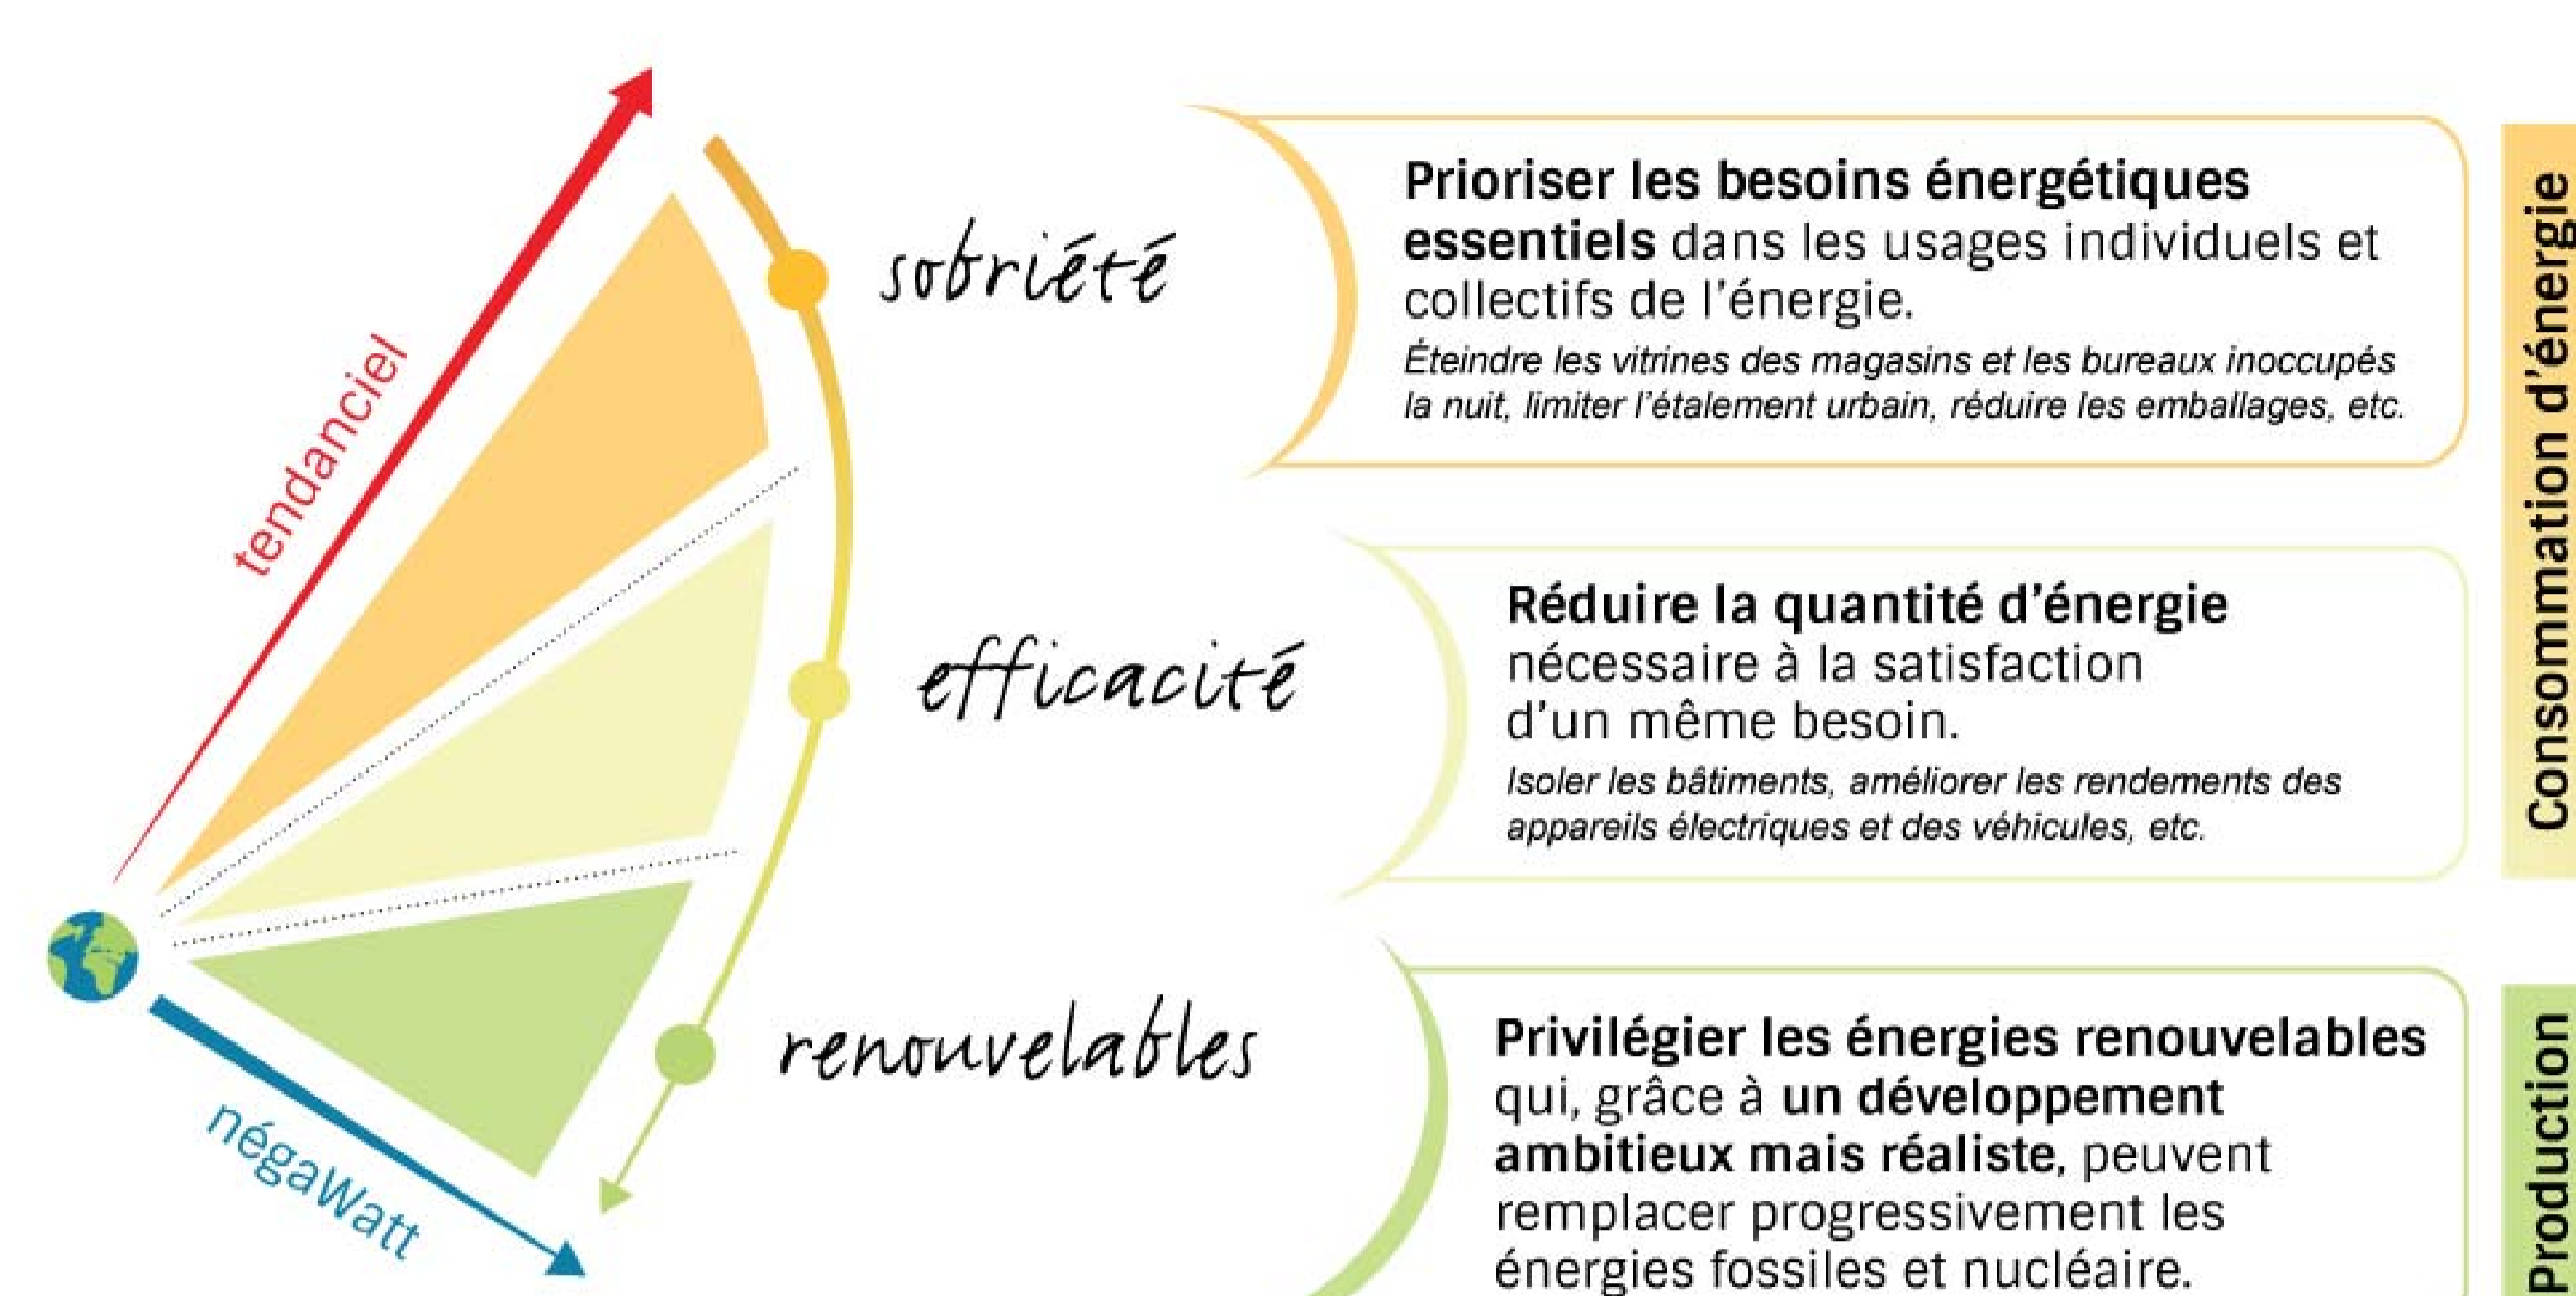 tendanciel
négaWatt
sobriété
Prioriser les besoins énergétiques
essentiels dans les usages individuels et
collectifs de l'énergie.
Éteindre les vitrines des magasins et les bureaux inoccupés
la nuit, limiter l'étalement urbain, réduire les emballages, etc.
efficacité
Réduire la quantité d'énergie
nécessaire à la satisfaction
d'un même besoin.
Isoler les bâtiments, améliorer les rendements des
appareils électriques et des véhicules, etc.
renouvelables
Privilégier les énergies renouvelables
qui, grâce à un développement
ambitieux mais réaliste, peuvent
remplacer progressivement les
énergies fossiles et nucléaire.
Consommation d'énergie
Production